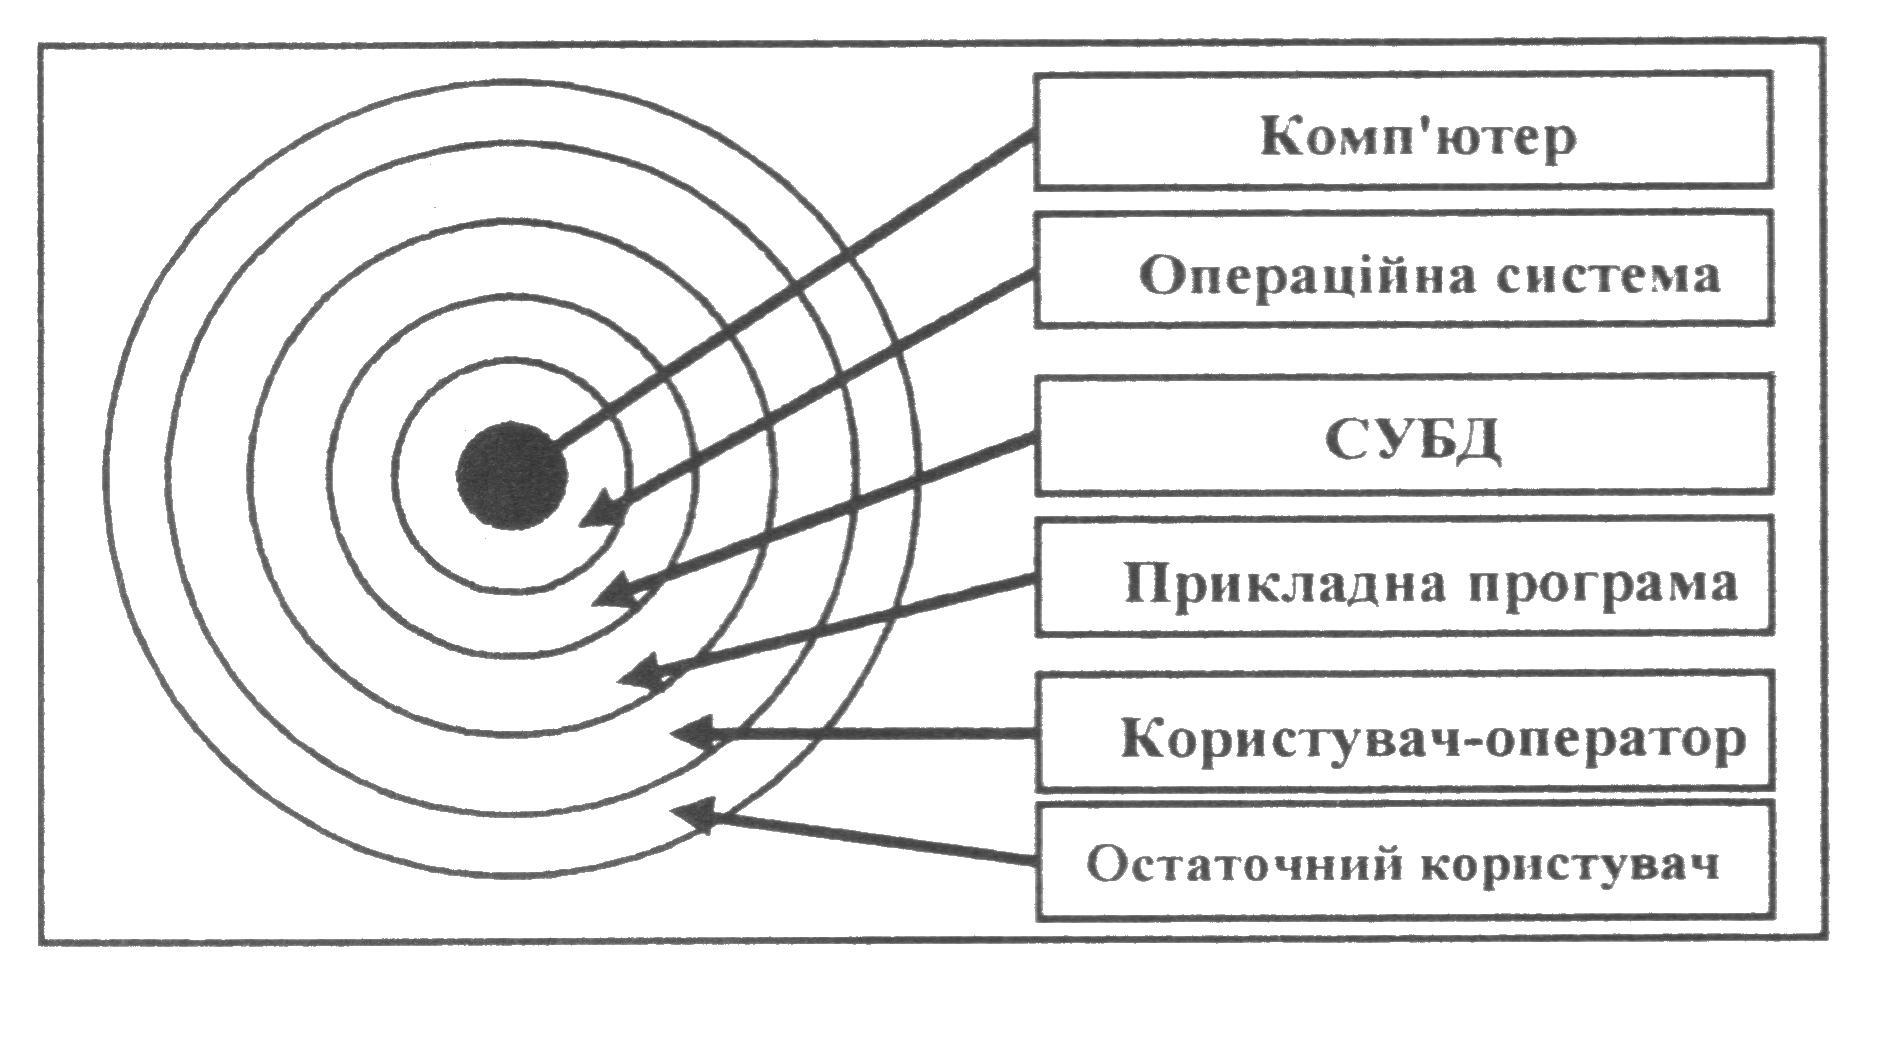 Комп'ютер
Операційна система
СУБД
Прикладна програма
Користувач-оператор
Остаточний користувач